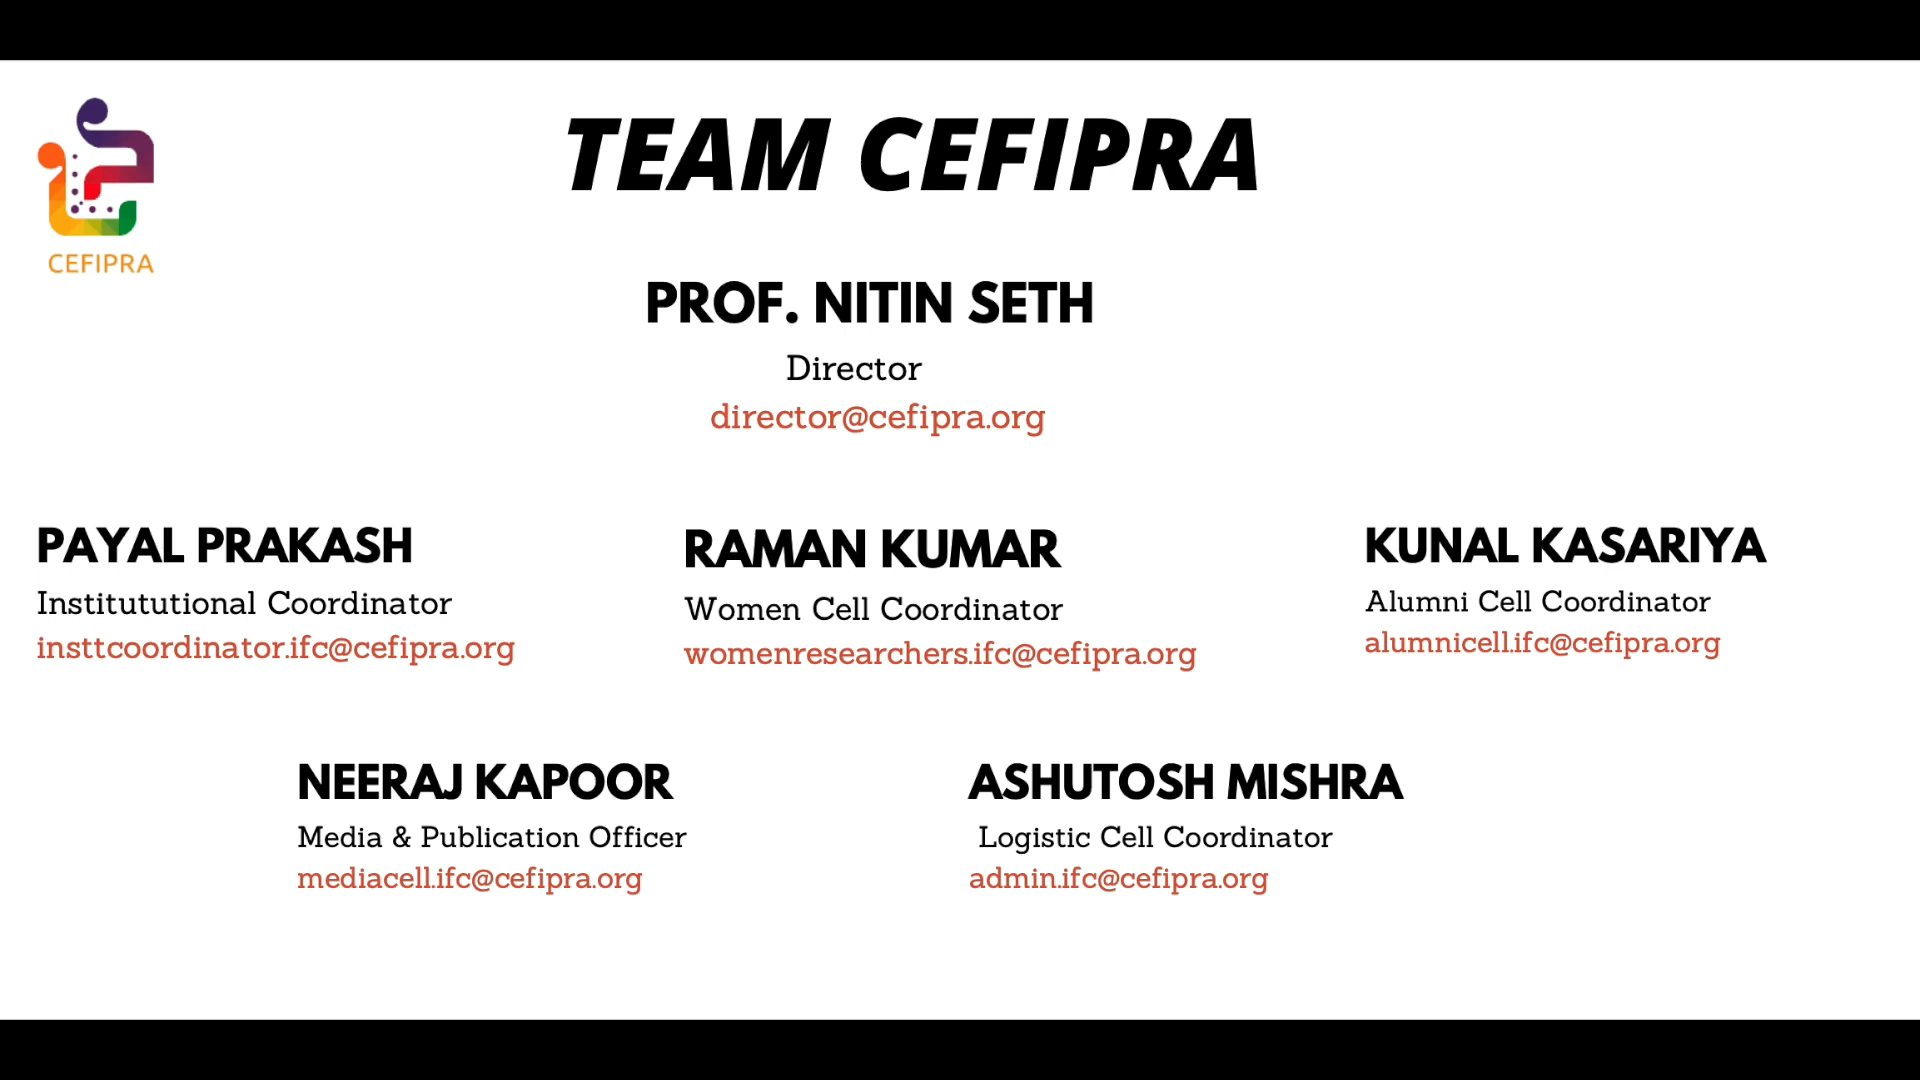 CEFIPRA
TEAM CEFIPRA
PROF. NITIN SETH
Director
director@cefipra.org
PAYAL PRAKASH
Institututional Coordinator
insttcoordinator.ifc@cefipra.org
RAMAN KUMAR
Women Cell Coordinator
womenresearchers.ifc@cefipra.org
KUNAL KASARIYA
Alumni Cell Coordinator
alumnicell.ifc@cefipra.org
NEERAJ KAPOOR
Media & Publication Officer
mediacell.ifc@cefipra.org
ASHUTOSH MISHRA
Logistic Cell Coordinator
admin.ifc@cefipra.org